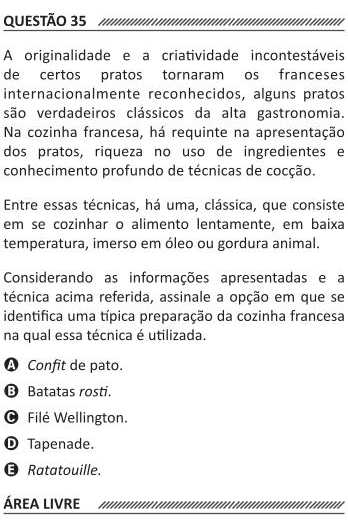 QUESTÃO 35
A originalidade e a criatividade incontestáveis
de certos pratos tornaram os franceses
internacionalmente reconhecidos, alguns pratos
são verdadeiros clássicos da alta gastronomia.
Na cozinha francesa, há requinte na apresentação
dos pratos, riqueza no uso de ingredientes e
conhecimento profundo de técnicas de cocção.
Entre essas técnicas, há uma, clássica, que consiste
em se cozinhar o alimento lentamente, em baixa
temperatura, imerso em óleo ou gordura animal.
Considerando as informações apresentadas e a
técnica acima referida, assinale a opção em que se
identifica uma típica preparação da cozinha francesa
na qual essa técnica é utilizada.
A Confit de pato.
B Batatas rosti.
C Filé Wellington.
D Tapenade.
E Ratatouille.
ÁREA LIVRE